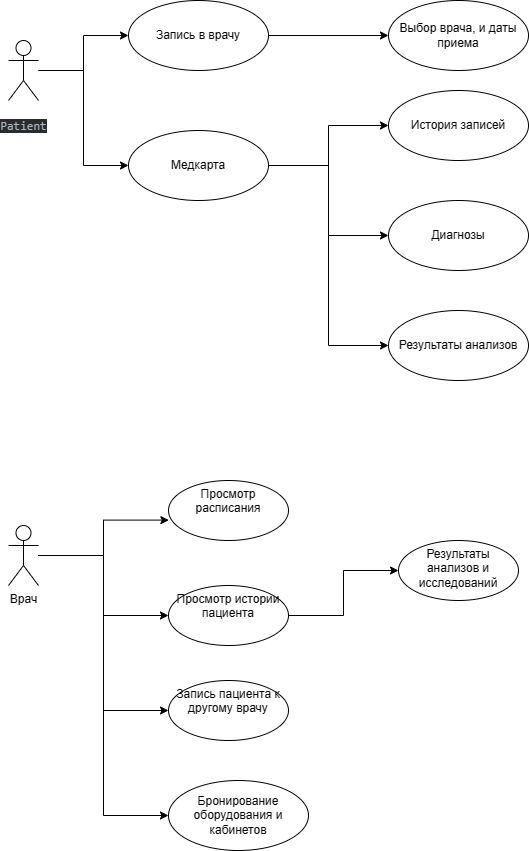 Запись в врачу
Выбор врача, и даты
приема
Patient
История записей
Медкарта
Диагнозы
Результаты анализов
Просмотр
расписания
Врач
Результаты
анализов и
исследований
Просмотр истории
пациента
Запись пациента к
другому врачу
Бронирование
оборудования и
кабинетов